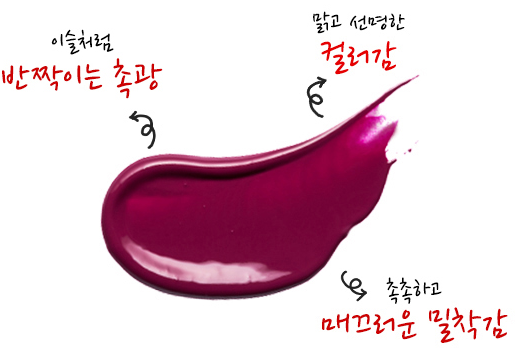 이슬처럼
반짝이는 촉광
맑고 선명한
컬러감
촉촉하고
매끄러운 밀착감